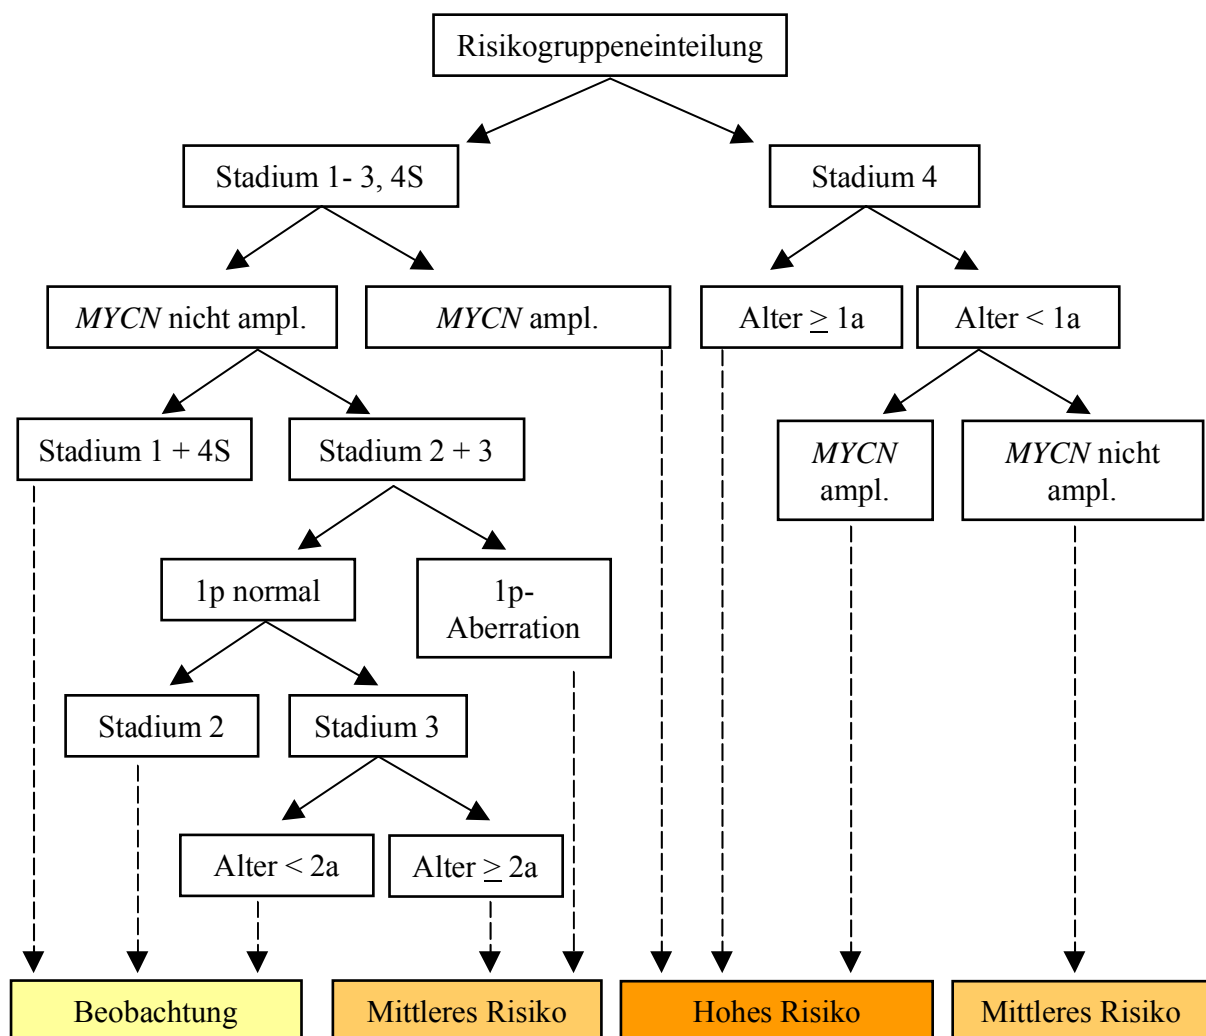 Risikogruppeneinteilung
Stadium 1- 3, 4S
Stadium 4
MYCN nicht ampl.
MYCN ampl.
Alter ≥ 1a
Alter < 1a
Stadium 1 + 4S
Stadium 2 + 3
MYCN
ampl.
MYCN nicht
ampl.
1p normal
1p-
Aberration
Stadium 2
Stadium 3
Alter < 2a
Alter ≥ 2a
Beobachtung
Mittleres Risiko
Hohes Risiko
Mittleres Risiko